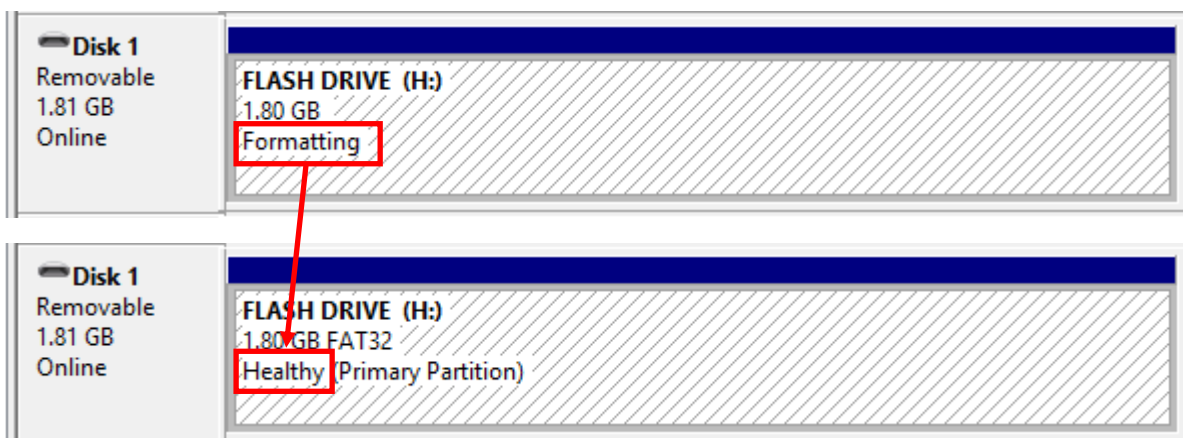 Disk 1
Removable
1.81 GB
Online
FLASH DRIVE (H:)
1.80 GB
Formatting
Disk 1
Removable
1.81 GB
Online
FLASH DRIVE (H:)
1.80 GB FAT32
Healthy (Primary Partition)